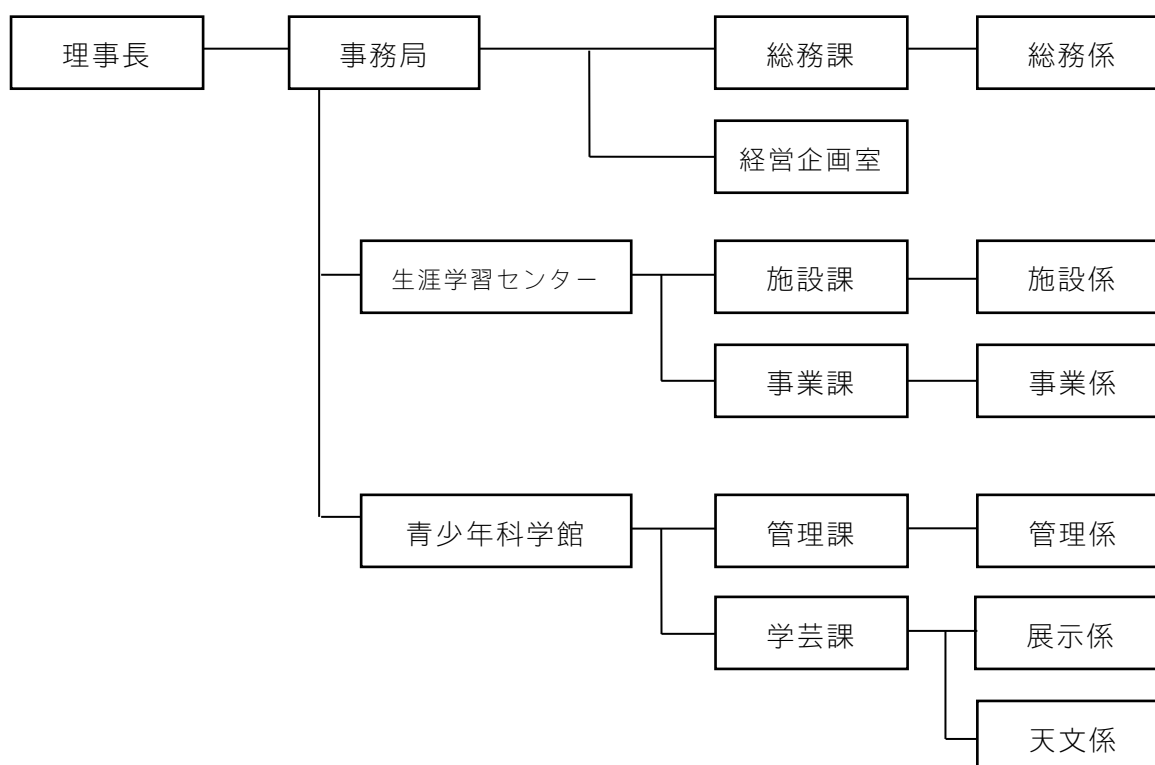 理事長
事務局
総務課
総務係
経営企画室
生涯学習センター
施設課
施設係
事業課
事業係
青少年科学館
管理課
管理係
学芸課
展示係
天文係